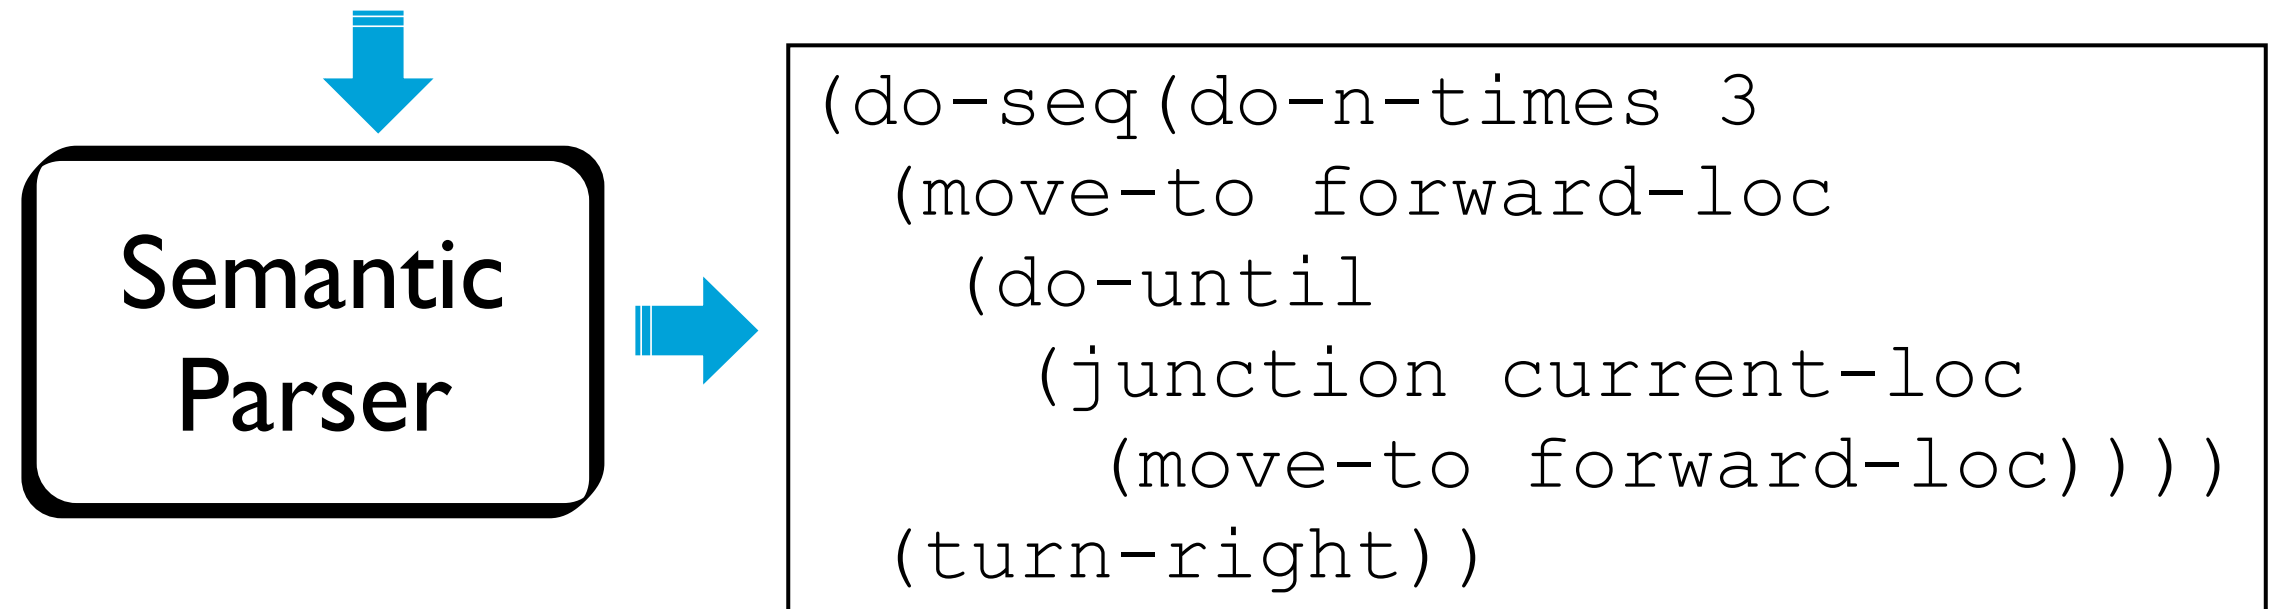 Semantic
Parser
(do-seq(do-n-times 3
(move-to forward-loc
(do-until
(junction current-loc
(move-to forward-loc))))
(turn-right))